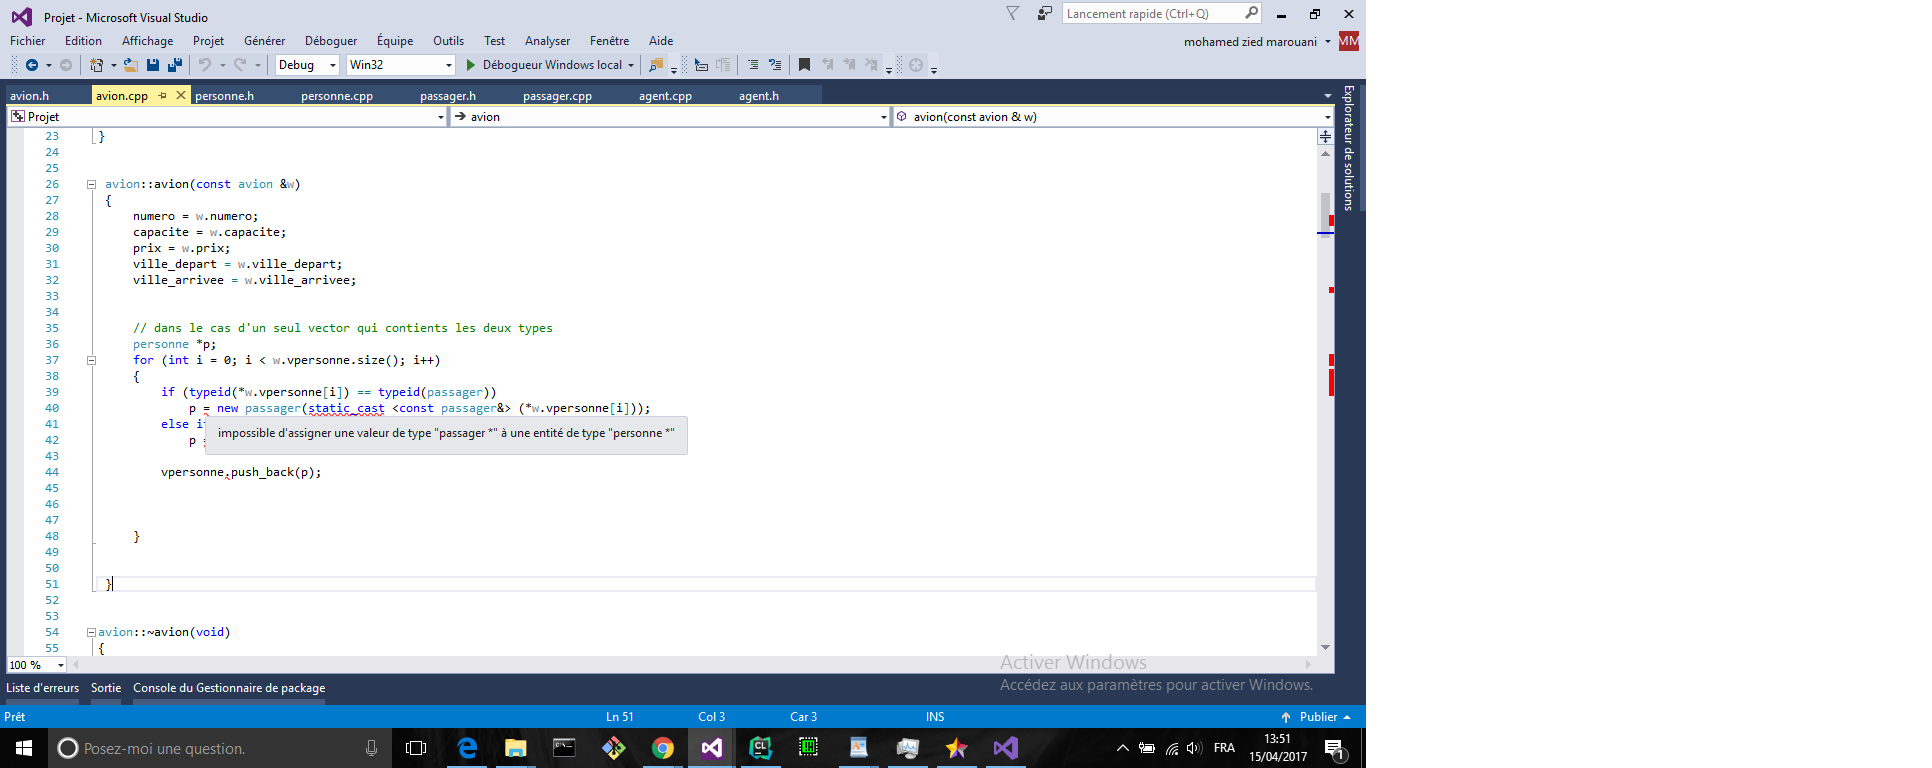 Projet - Microsoft Visual Studio
Lancement rapide (Ctrl+Q)
Fichier Edition Affichage Projet Générer Déboguer Équipe Outils Test Analyser Fenêtre Aide
mohamed zied marouani MM
Debug Win32 Débogueur Windows local
avion.h avion.cpp personne.h personne.cpp passager.h passager.cpp agent.cpp agent.h
Projet avion avion(const avion & w)
Explorateur de solutions
23 }
24
25
26 avion::avion(const avion &w)
27 {
28 numero = w.numero;
29 capacite = w.capacite;
30 prix = w.prix;
31 ville_depart = w.ville_depart;
32 ville_arrivee = w.ville_arrivee;
33
34
35 // dans le cas d'un seul vector qui contients les deux types
36 personne *p;
37 for (int i = 0; i < w.vpersonne.size(); i++)
38 {
39 if (typeid(*w.vpersonne[i]) == typeid(passager))
40 p = new passager(static_cast <const passager&> (*w.vpersonne[i]));
41 else i
impossible d'assigner une valeur de type "passager *" à une entité de type "personne *"
42 p
43
44 vpersonne.push_back(p);
45
46
47
48 }
49
50
51 }
52
53
54 avion::~avion(void)
55 {
100 %
Activer Windows
Accédez aux paramètres pour activer Windows.
Liste d'erreurs Sortie Console du Gestionnaire de package
Prêt Ln 51 Col 3 Car 3 INS Publier
Posez-moi une question.
FRA
13:51
15/04/2017
1